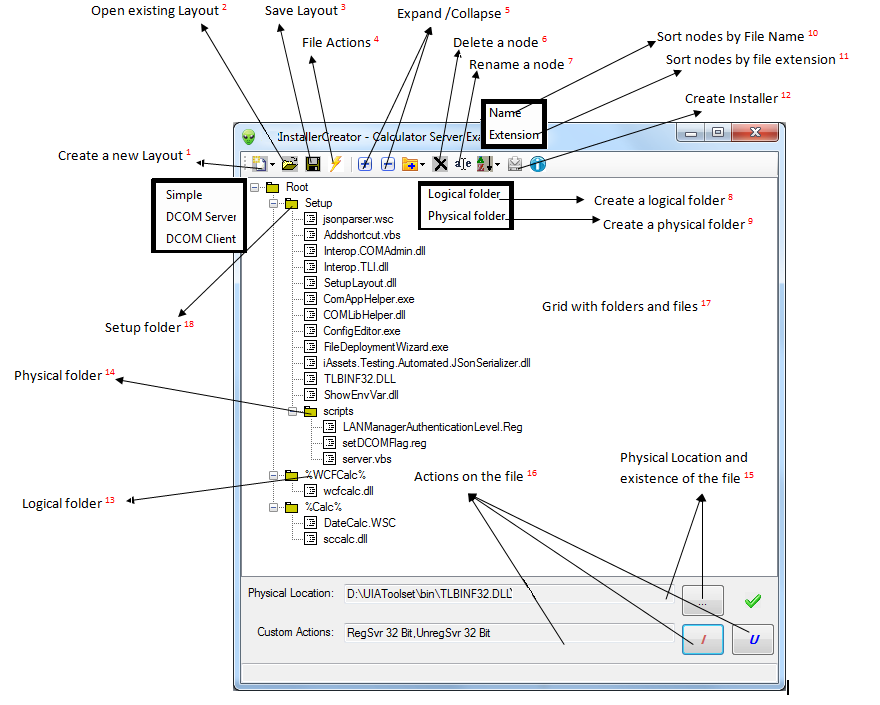 Open existing Layout 2
Save Layout 3
Expand /Collapse 5
File Actions 4
Delete a node 6
Rename a node 7
Sort nodes by File Name 10
Sort nodes by file extension 11
Create Installer 12
Name
Extension
:InstallerCreator - Calculator Server Exa
Create a new Layout 1
a e
A
Z
Simple
DCOM Server
DCOM Client
Logical folder
Physical folder
Create a logical folder 8
Create a physical folder 9
Root
Setup
jsonparser.wsc
Addshortcut.vbs
Interop.COMAdmin.dll
Interop.TLI.dll
SetupLayout.dll
ComAppHelper.exe
COMLibHelper.dll
ConfigEditor.exe
FileDeploymentWizard.exe
iAssets.Testing.Automated.JSonSerializer.dll
TLBINF32.DLL
ShowEnvVar.dll
scripts
LANManagerAuthenticationLevel.Reg
setDCOMFlag.reg
server.vbs
%WCFCalc%
wcfcalc.dll
%Calc%
DateCalc.WSC
sccalc.dll
Grid with folders and files 17
Setup folder 18
Physical folder 14
Logical folder 13
Actions on the file 16
Physical Location and
existence of the file 15
Physical Location:
D:\UIAToolset\bin\TLBINF32.DLL
...
Custom Actions:
RegSvr 32 Bit,UnregSvr 32 Bit
I
U